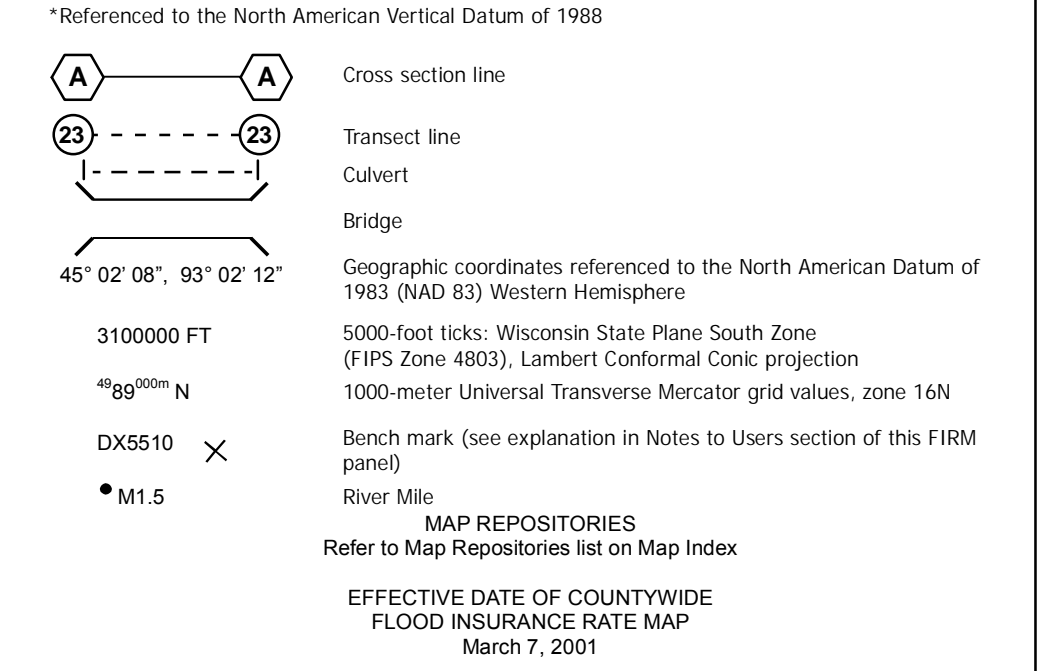 *Referenced to the North American Vertical Datum of 1988
A A Cross section line
23 23 Transect line
Culvert
Bridge
45° 02' 08”, 93° 02' 12” Geographic coordinates referenced to the North American Datum of
1983 (NAD 83) Western Hemisphere
3100000 FT 5000-foot ticks: Wisconsin State Plane South Zone
(FIPS Zone 4803), Lambert Conformal Conic projection
4989000m N 1000-meter Universal Transverse Mercator grid values, zone 16N
DX5510 Bench mark (see explanation in Notes to Users section of this FIRM
panel)
M1.5 River Mile
MAP REPOSITORIES
Refer to Map Repositories list on Map Index
EFFECTIVE DATE OF COUNTYWIDE
FLOOD INSURANCE RATE MAP
March 7, 2001